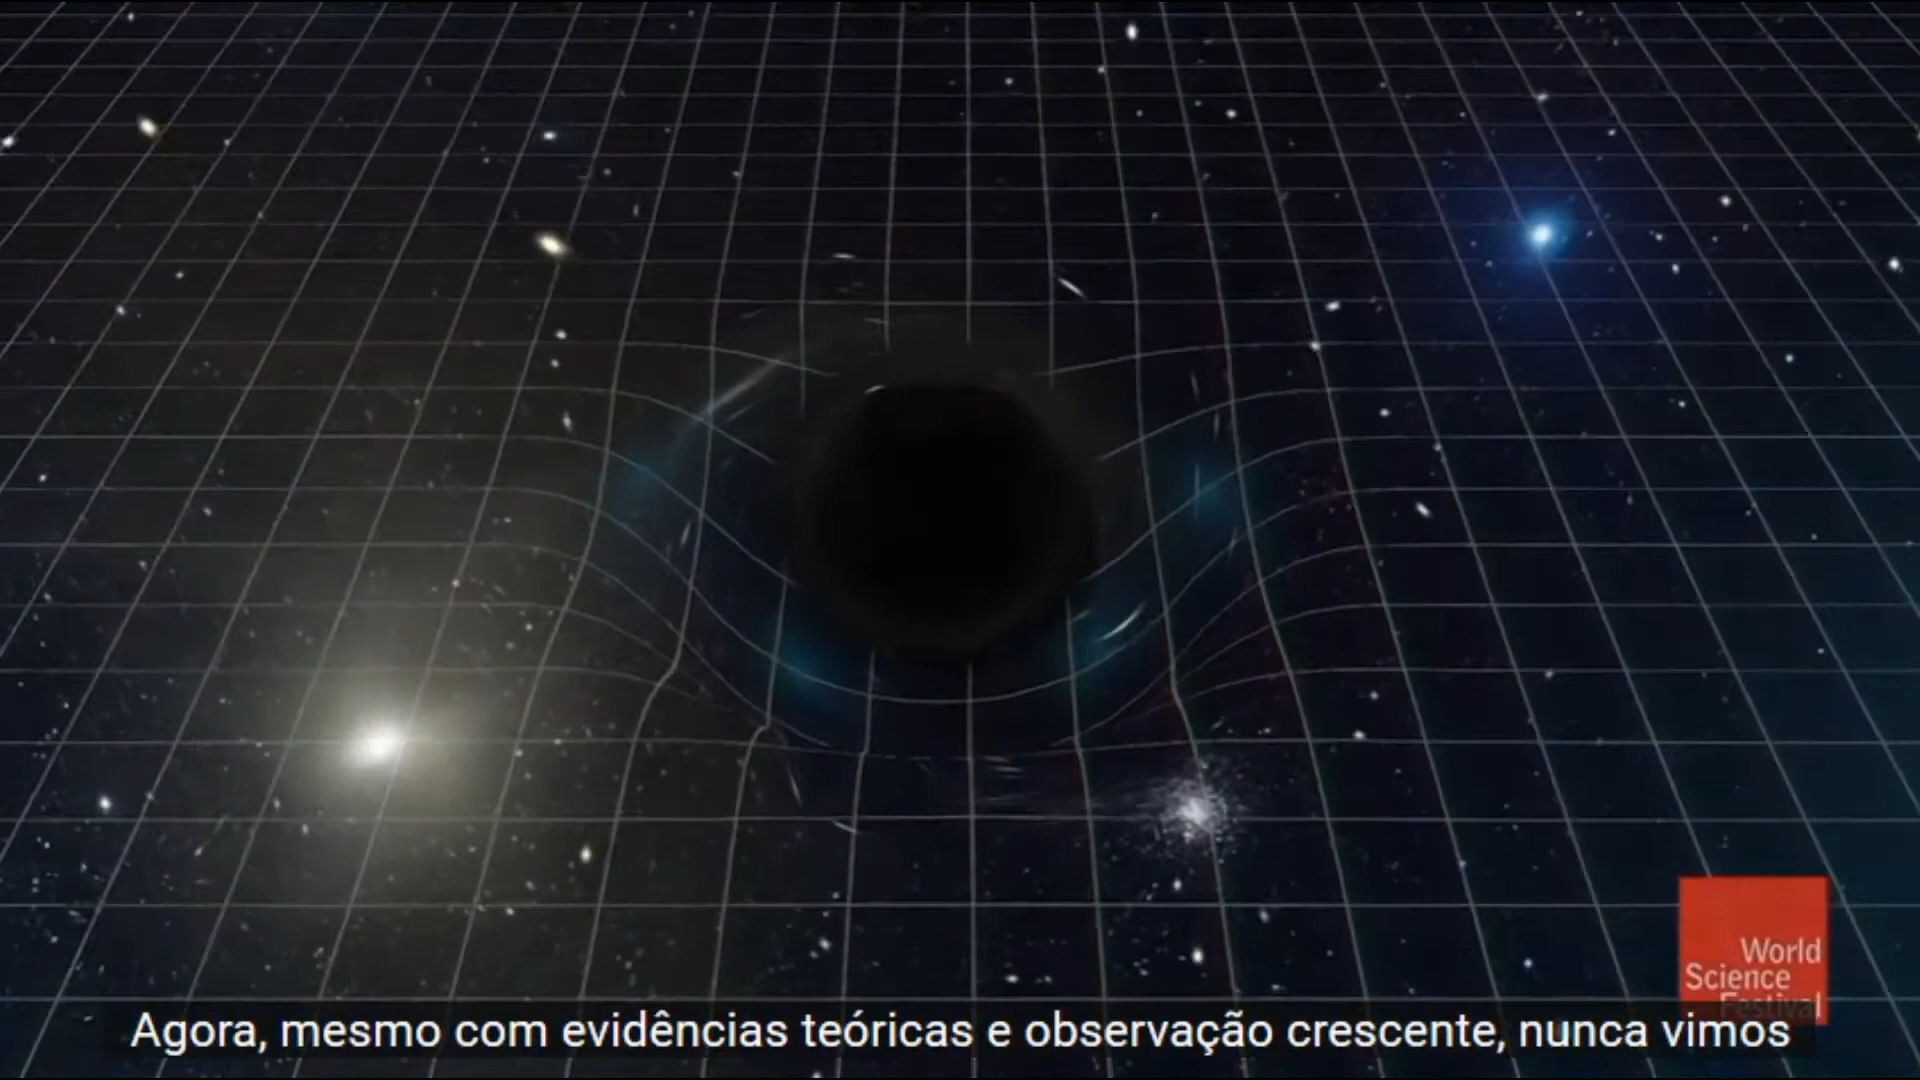 World
Science
Festival
Agora, mesmo com evidências teóricas e observação crescente, nunca vimos